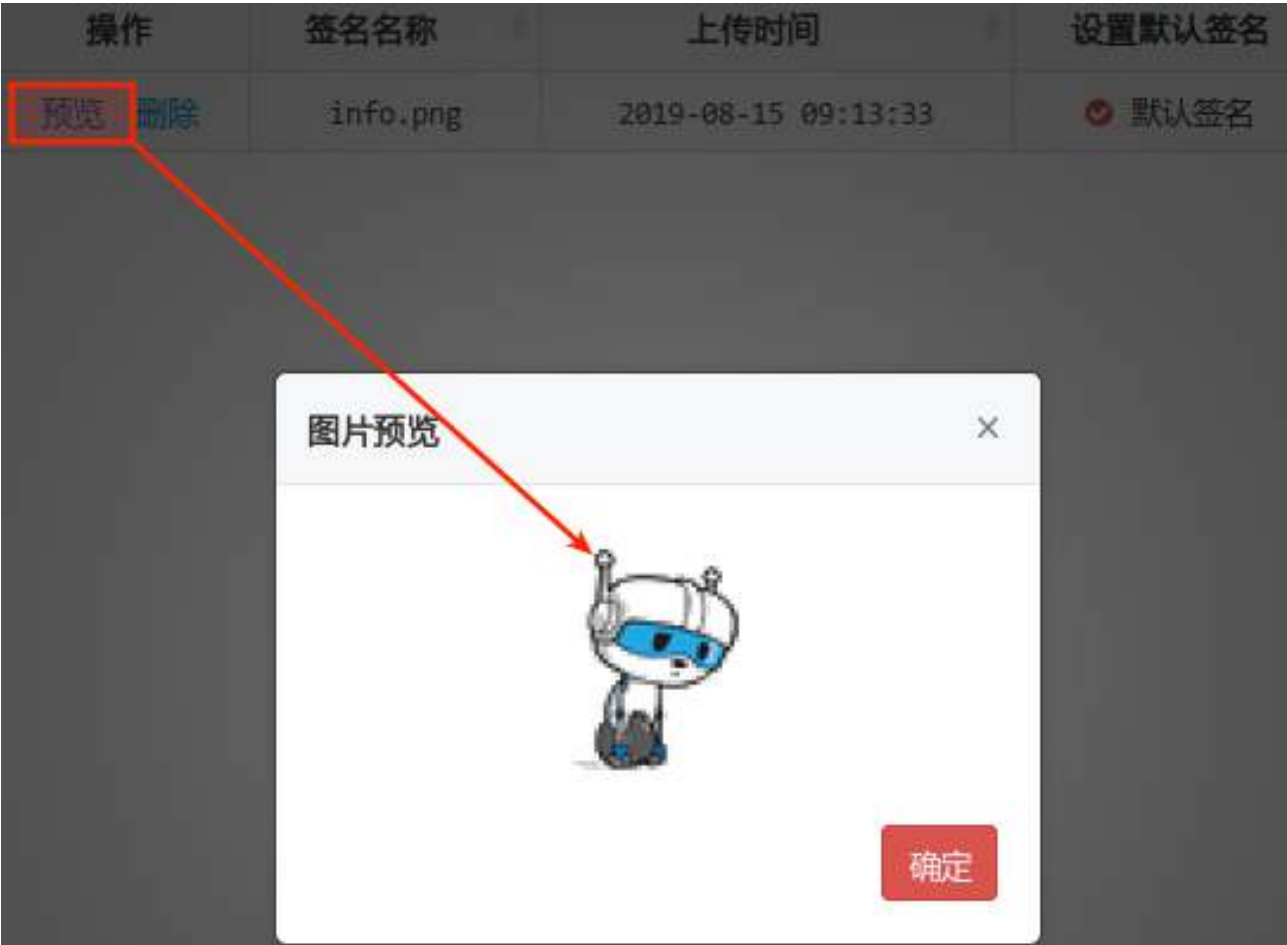 操作 签名名称 上传时间 设置默认签名
预览 删除 info.png 2019-08-15 09:13:33 默认签名
图片预览 ×
确定